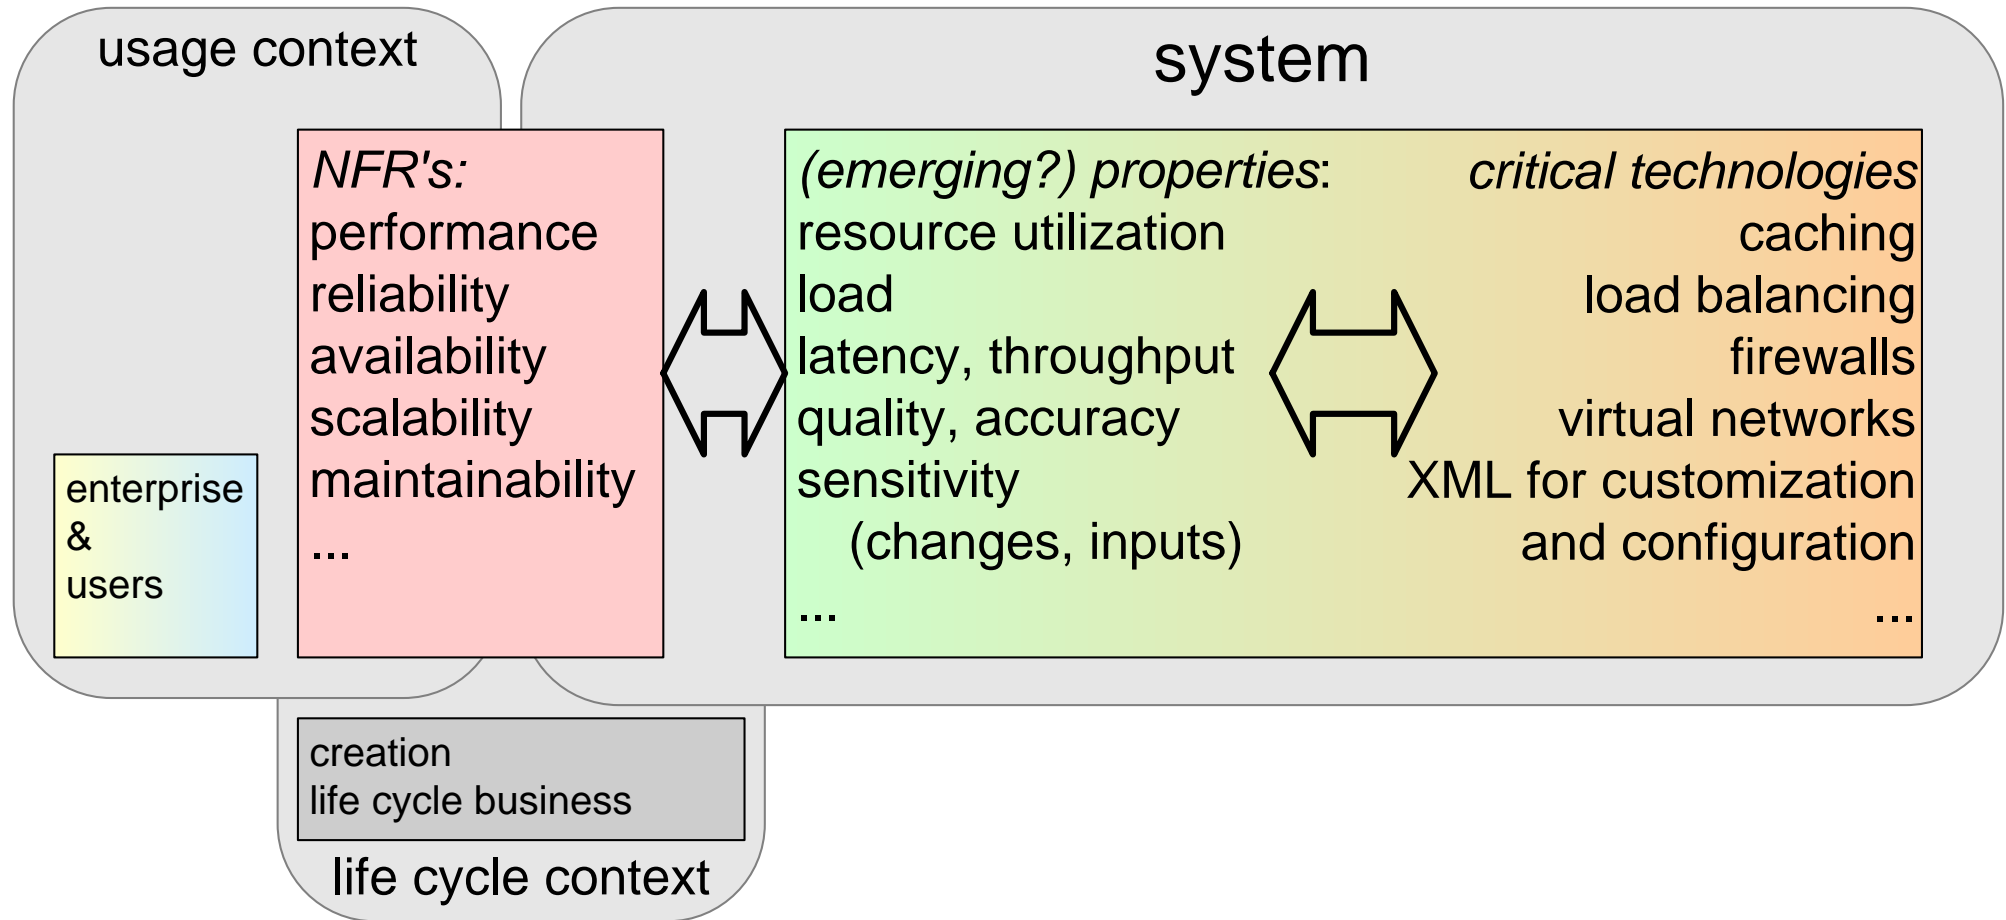 usage context
system
NFR's:
performance
reliability
availability
scalability
maintainability
...
(emerging?) properties:
resource utilization
load
latency, throughput
quality, accuracy
sensitivity
(changes, inputs)
...
critical technologies
caching
load balancing
firewalls
virtual networks
XML for customization
and configuration
...
enterprise
&
users
creation
life cycle business
life cycle context